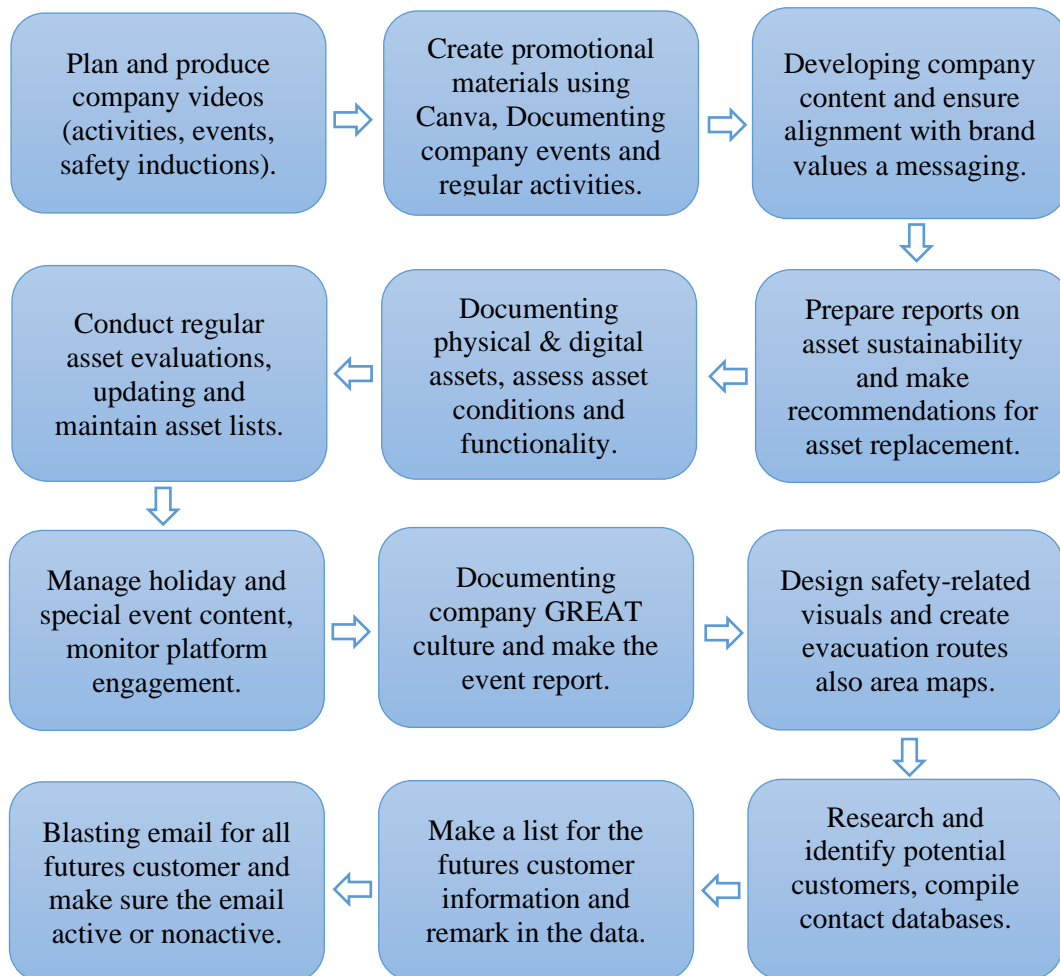 Plan and produce
company videos
(activities, events,
safety inductions).
Create promotional
materials using
Canva, Documenting
company events and
regular activities.
Developing company
content and ensure
alignment with brand
values a messaging.
Prepare reports on
asset sustainability
and make
recommendations for
asset replacement.
Documenting
physical & digital
assets, assess asset
conditions and
functionality.
Conduct regular
asset evaluations,
updating and
maintain asset lists.
Manage holiday and
special event content,
monitor platform
engagement.
Documenting
company GREAT
culture and make the
event report.
Design safety-related
visuals and create
evacuation routes
also area maps.
Research and
identify potential
customers, compile
contact databases.
Make a list for the
futures customer
information and
remark in the data.
Blasting email for all
futures customer and
make sure the email
active or nonactive.